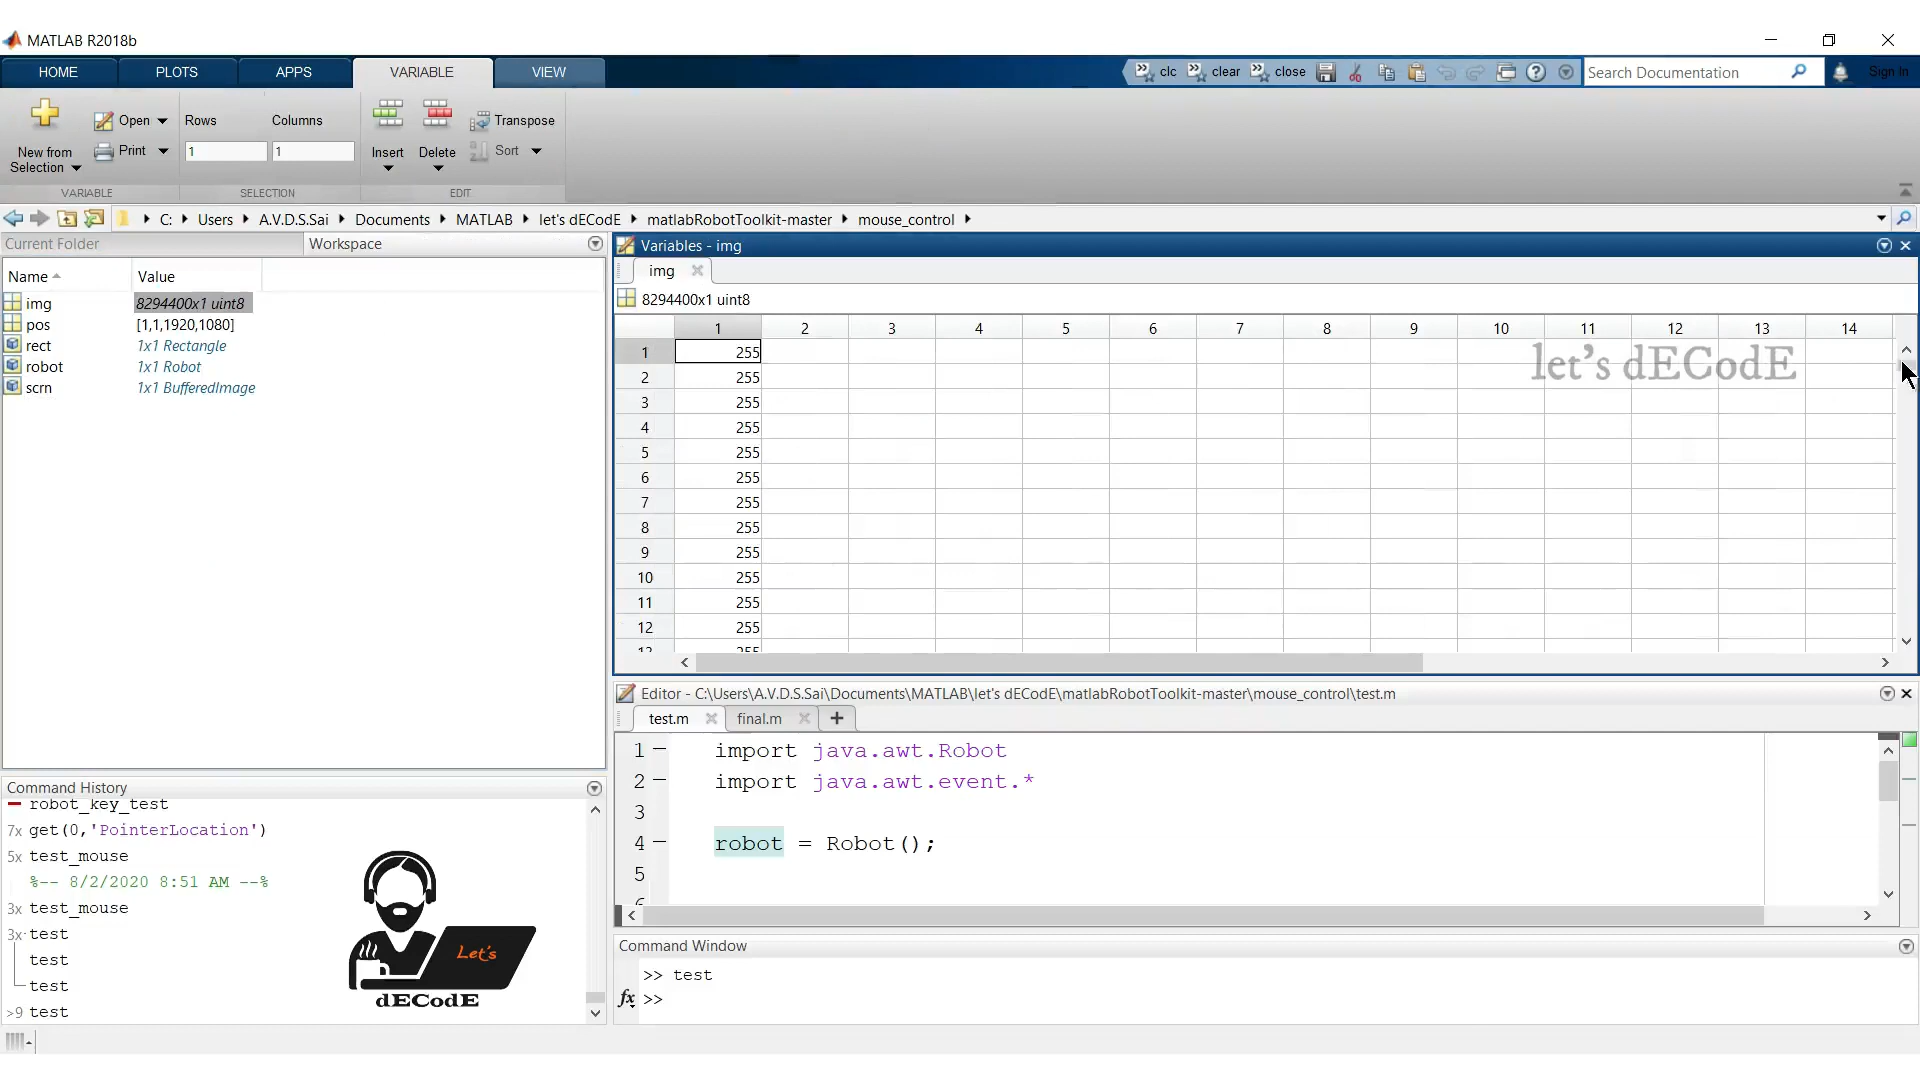 MATLAB R2018b
HOME PLOTS APPS VARIABLE VIEW clc clear close Search Documentation Sign In
New from Selection Open Print Rows Columns 1 1 Insert Delete Transpose Sort
VARIABLE SELECTION EDIT
C: Users A.V.D.S.Sai Documents MATLAB let's dECodE matlabRobotToolkit-master mouse_control
Current Folder Workspace
Name Value
img 8294400x1 uint8
pos [1,1,1920,1080]
rect 1x1 Rectangle
robot 1x1 Robot
scrn 1x1 BufferedImage
Variables - img
img
8294400x1 uint8
1 2 3 4 5 6 7 8 9 10 11 12 13 14
1 255
2 255
3 255
4 255
5 255
6 255
7 255
8 255
9 255
10 255
11 255
12 255
13 255
let's dECodE
Editor - C:\Users\A.V.D.S.Sai\Documents\MATLAB\let's dECodE\matlabRobotToolkit-master\mouse_control\test.m
test.m final.m
1 import java.awt.Robot
2 import java.awt.event.*
3
4 robot = Robot();
5
6
Command History
robot_key_test
7x get(0,'PointerLocation')
5x test_mouse
%-- 8/2/2020 8:51 AM --%
3x test_mouse
3x test
test
test
>9 test
Let's
dECodE
Command Window
>> test
fx >>